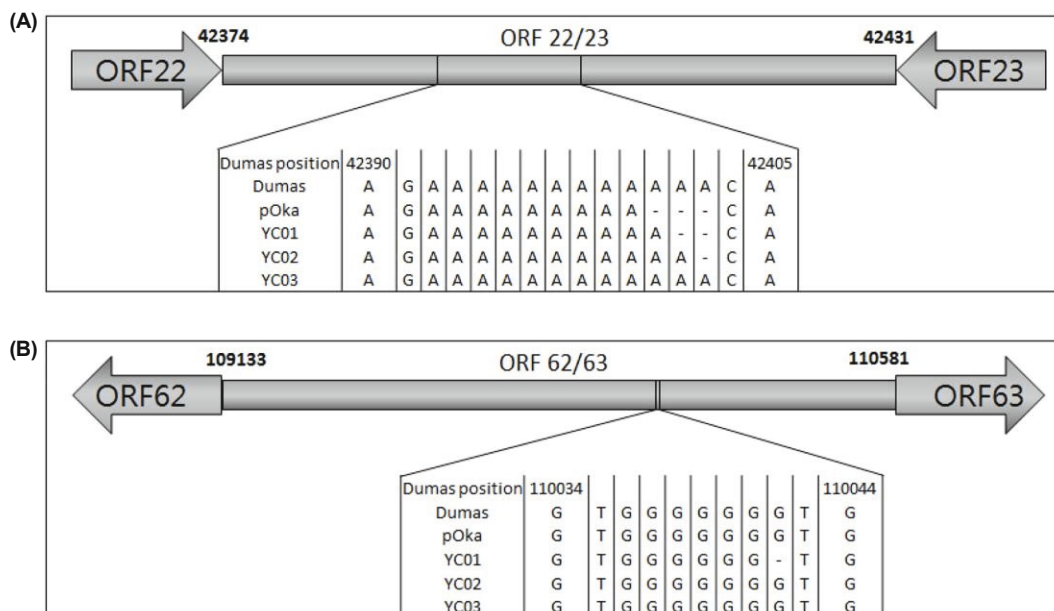 (A)
42374 ORF 22/23 42431
ORF22 ORF23
Dumas position 42390 42405
Dumas A G A A A A A A A A A A A A C A
pOka A G A A A A A A A A A - - - C A
YC01 A G A A A A A A A A A A - - C A
YC02 A G A A A A A A A A A A A - C A
YC03 A G A A A A A A A A A A A A C A
(B)
109133 ORF 62/63 110581
ORF62 ORF63
Dumas position 110034 110044
Dumas G T G G G G G G G T G
pOka G T G G G G G G G T G
YC01 G T G G G G G G - T G
YC02 G T G G G G G G G T G
YC03 G T G G G G G G G T G